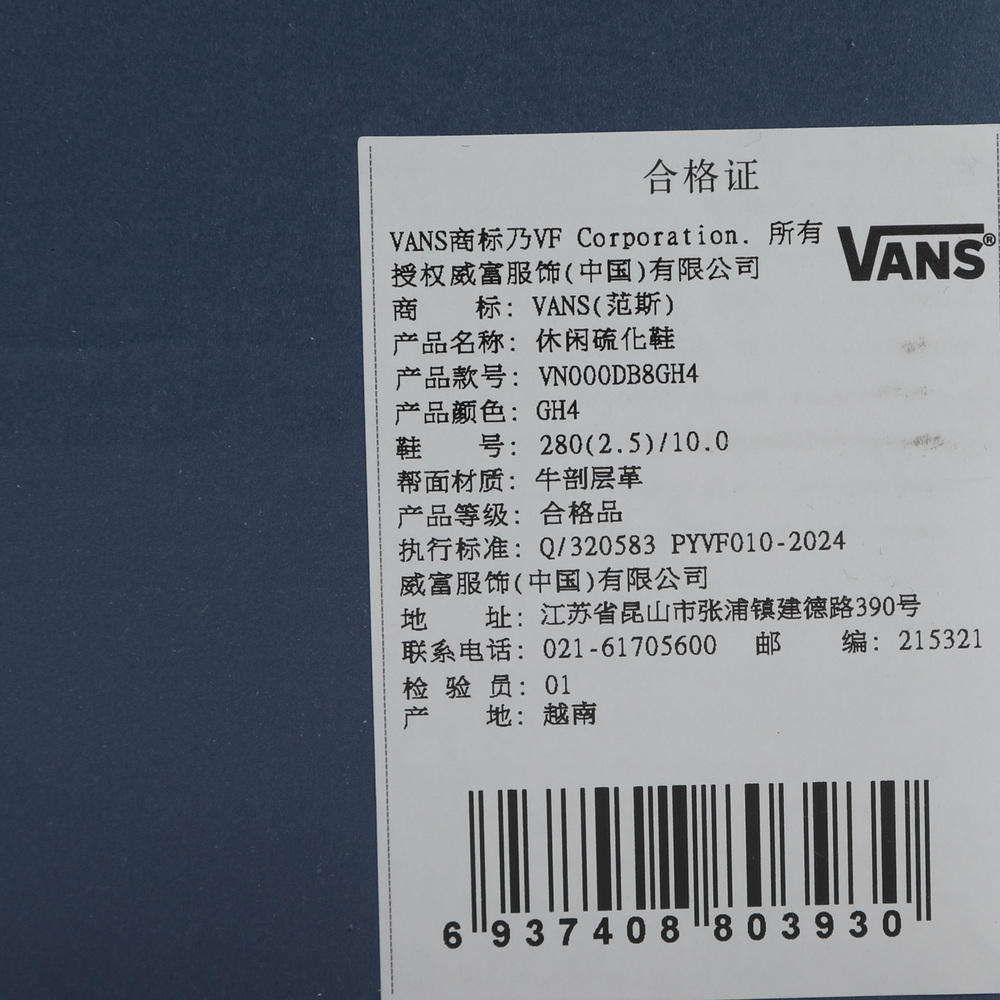 合格证
VANS商标乃VF Corporation. 所有
VANS®
授权威富服饰(中国)有限公司
商 标: VANS(范斯)
产品名称: 休闲硫化鞋
产品款号: VN000DB8GH4
产品颜色: GH4
鞋 号: 280(2.5)/10.0
帮面材质: 牛剖层革
产品等级: 合格品
执行标准: Q/320583 PYVF010-2024
威富服饰(中国)有限公司
地 址: 江苏省昆山市张浦镇建德路390号
联系电话: 021-61705600 邮 编: 215321
检 验 员: 01
产 地: 越南
6 937408 803930